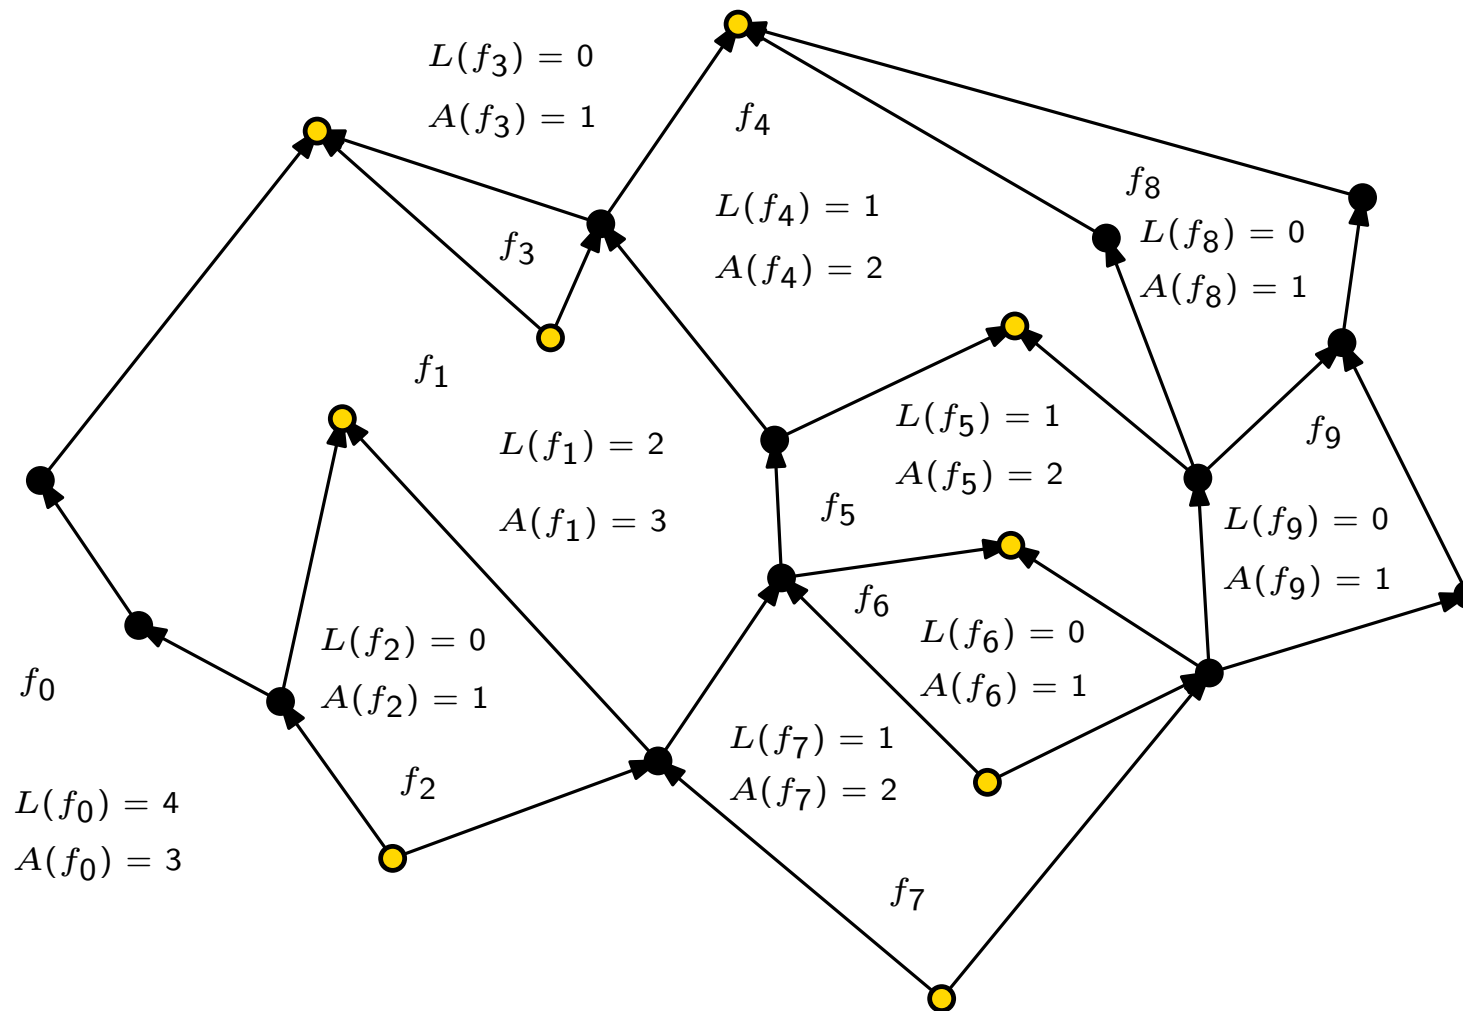 L(f₃) = 0
A(f₃) = 1
f₄
f₈
L(f₄) = 1
A(f₄) = 2
L(f₈) = 0
A(f₈) = 1
f₃
f₁
L(f₁) = 2
A(f₁) = 3
L(f₅) = 1
A(f₅) = 2
f₉
f₅
L(f₉) = 0
A(f₉) = 1
f₆
L(f₆) = 0
A(f₆) = 1
L(f₂) = 0
A(f₂) = 1
f₀
L(f₇) = 1
A(f₇) = 2
f₂
L(f₀) = 4
A(f₀) = 3
f₇